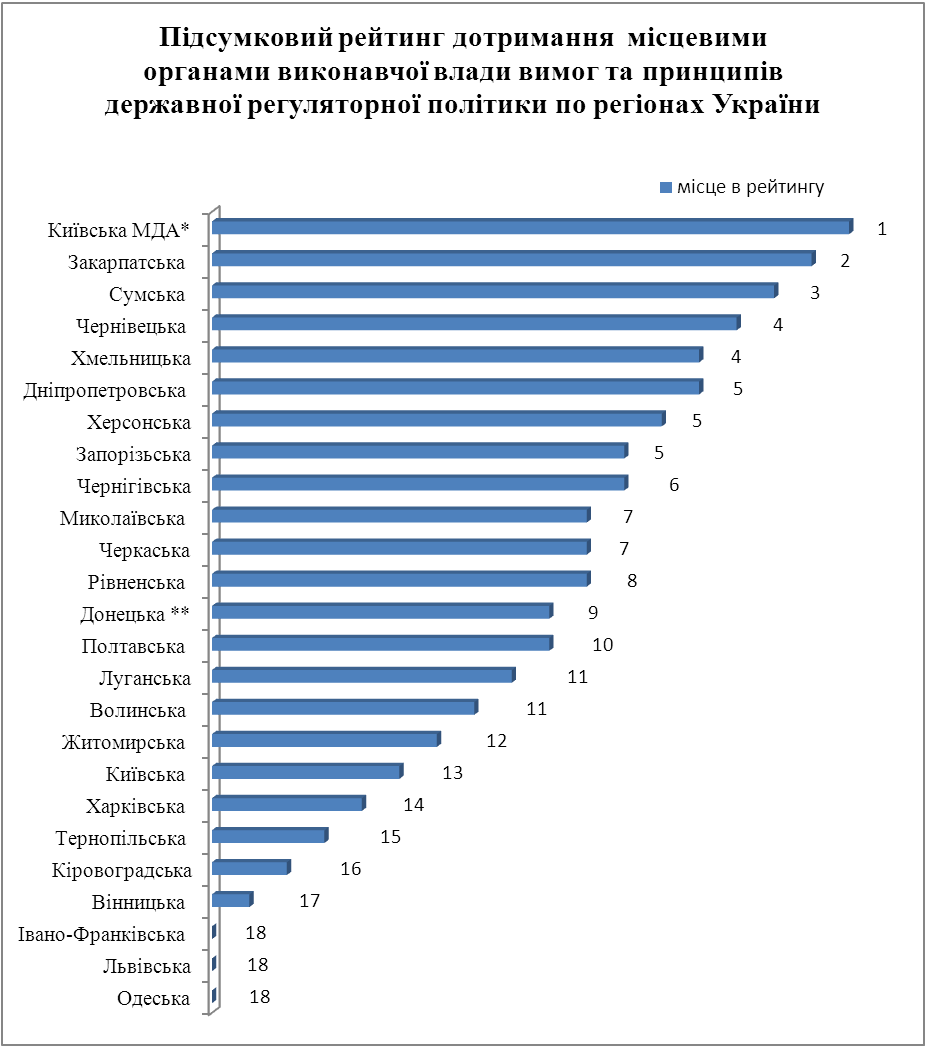 Підсумковий рейтинг дотримання місцевими
органами виконавчої влади вимог та принципів
державної регуляторної політики по регіонах України
місце в рейтингу
Київська МДА* 1
Закарпатська 2
Сумська 3
Чернівецька 4
Хмельницька 4
Дніпропетровська 5
Херсонська 5
Запорізьська 5
Чернігівська 6
Миколаївська 7
Черкаська 7
Рівненська 8
Донецька ** 9
Полтавська 10
Луганська 11
Волинська 11
Житомирська 12
Київська 13
Харківська 14
Тернопільська 15
Кіровоградська 16
Вінницька 17
Івано-Франківська 18
Львівська 18
Одеська 18